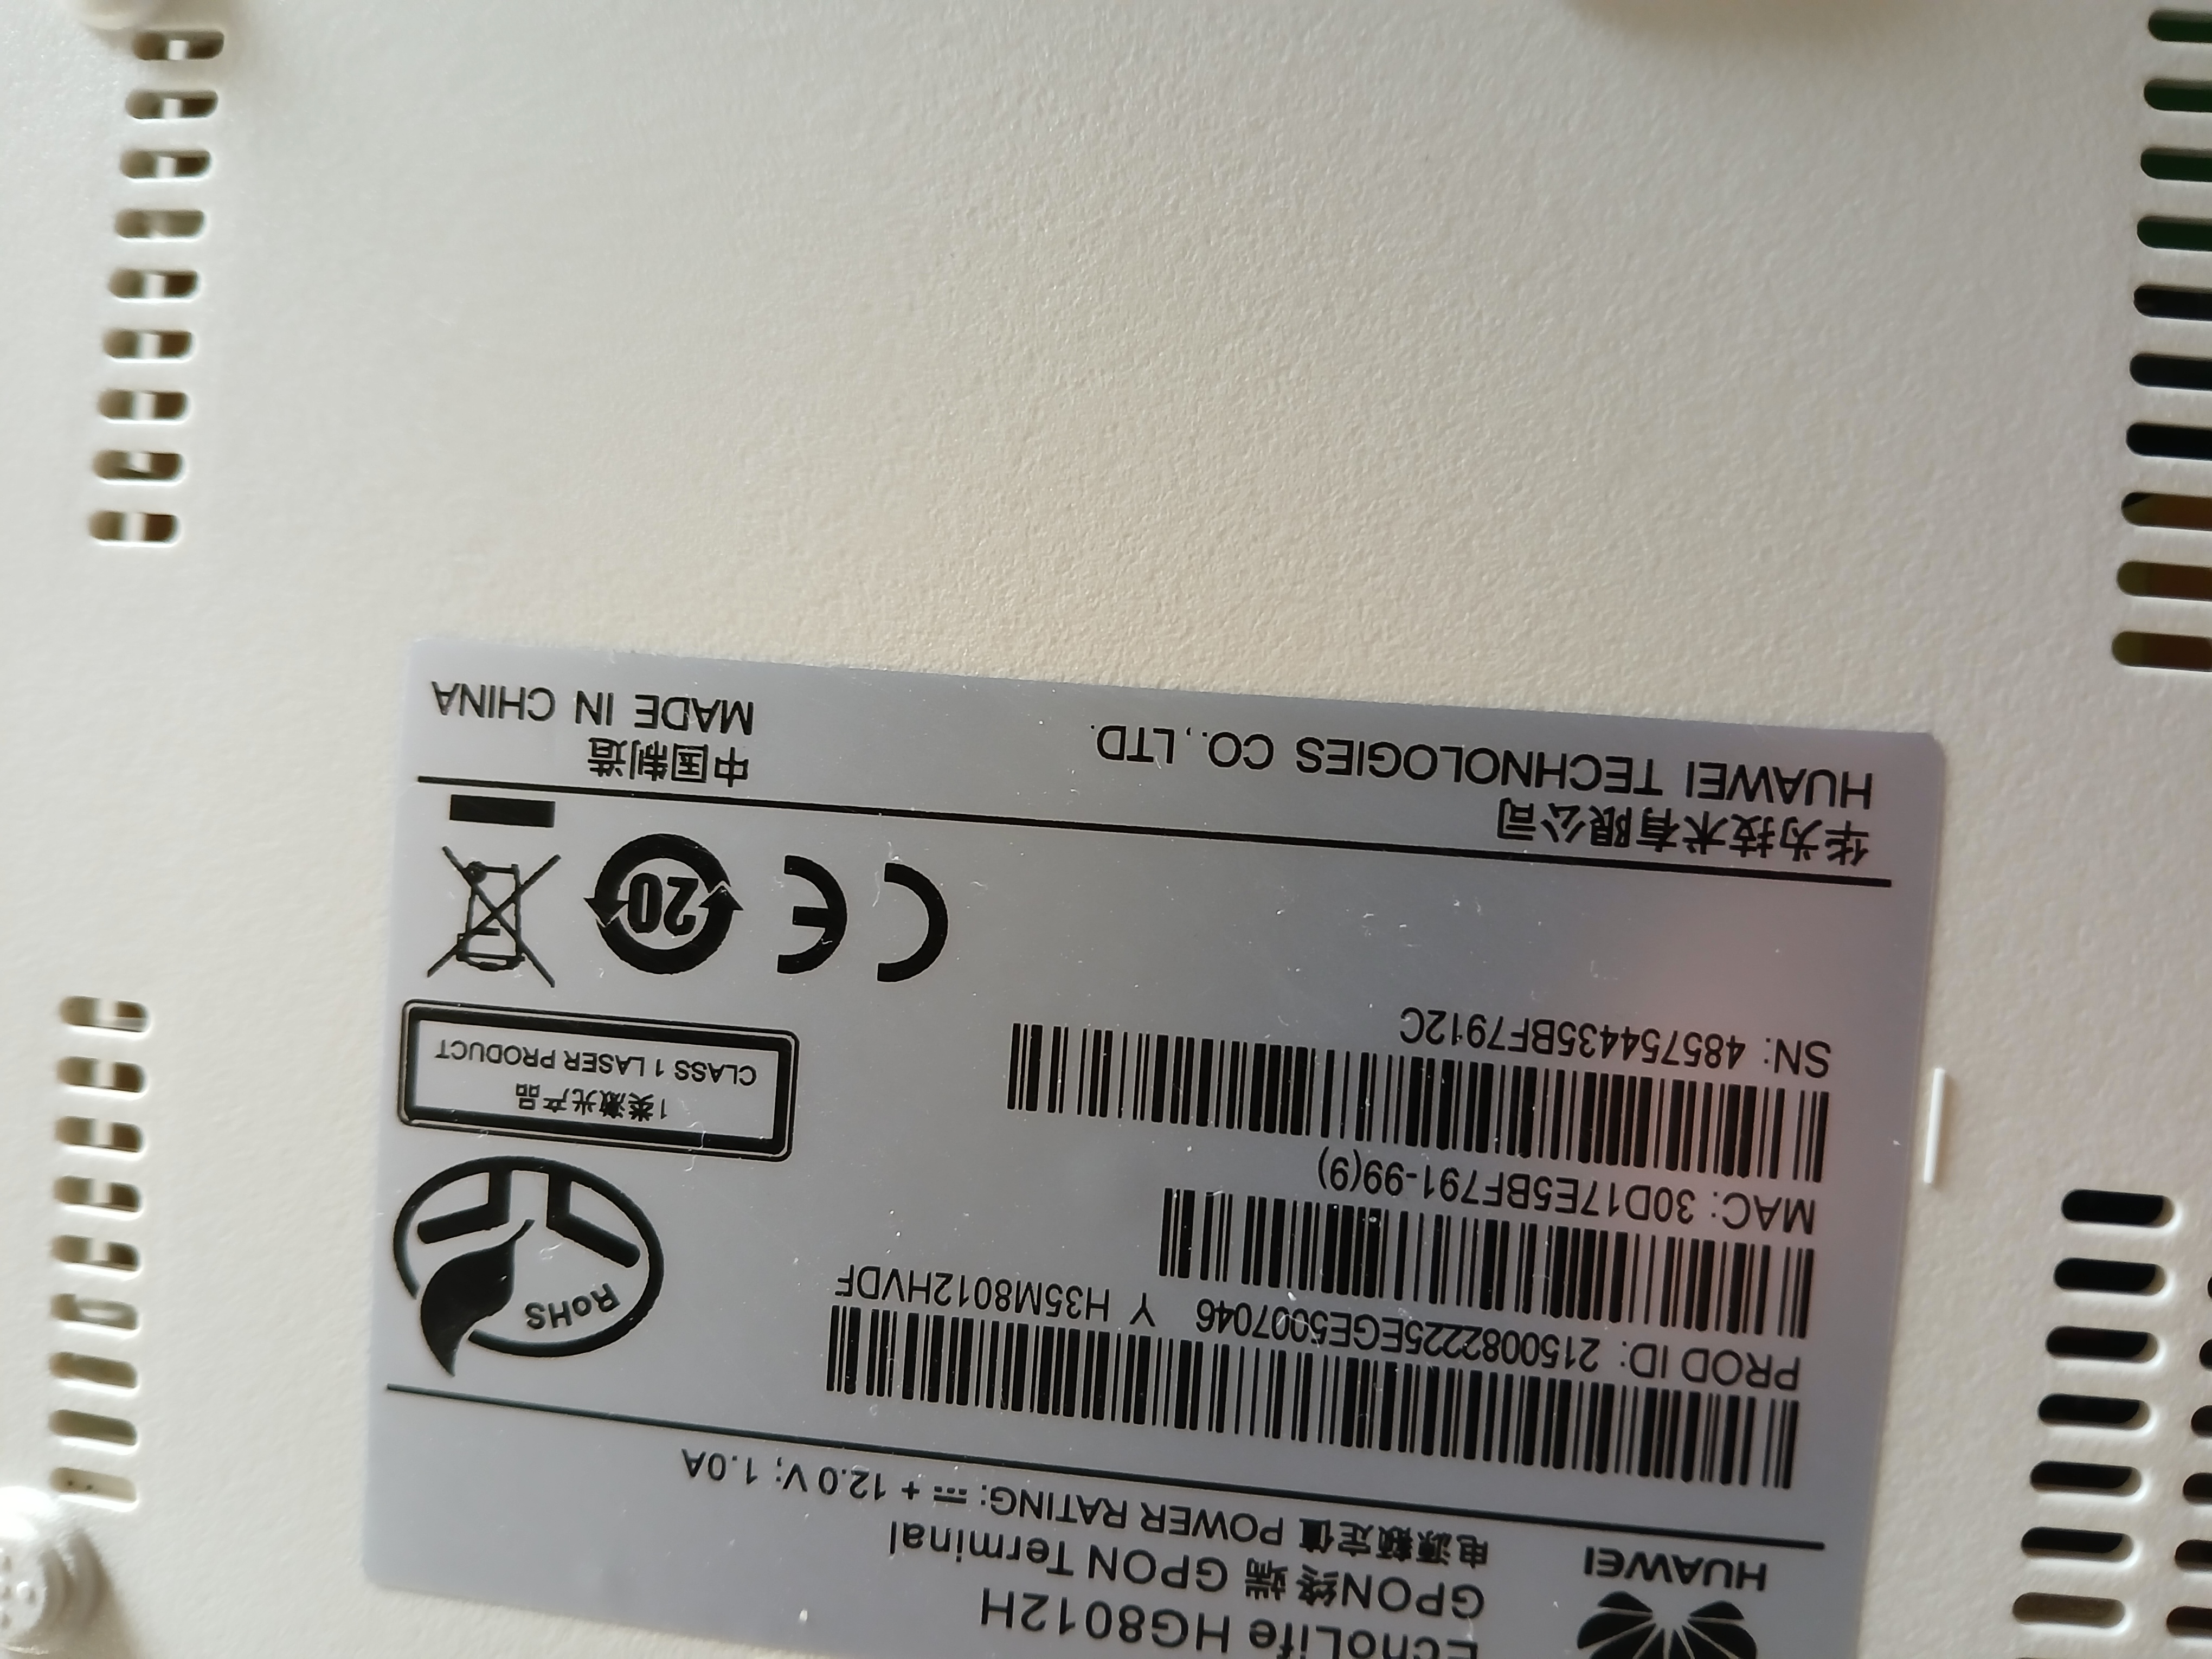 EchoLife HG8012H
GPON终端 GPON Terminal
电源额定值 POWER RATING: ⎓ + 12.0 V; 1.0A
HUAWEI
PROD ID: 2150082225EGE5007046 Y H35M8012HVDF
MAC: 30D17E5BF791-99(9)
SN: 485754435BF7912C
RoHS
1类激光产品
CLASS 1 LASER PRODUCT
CE
20
华为技术有限公司
HUAWEI TECHNOLOGIES CO., LTD.
中国制造
MADE IN CHINA